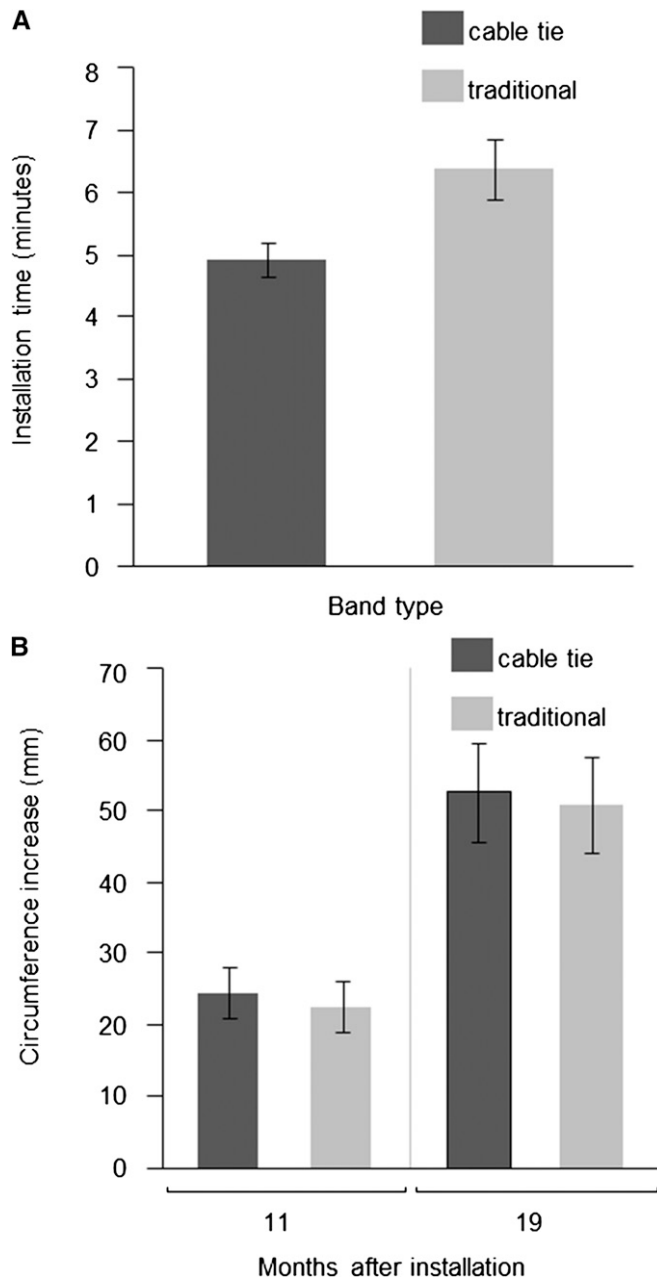 A
cable tie
traditional
8
7
6
5
4
3
2
1
0
Installation time (minutes)
Band type
B
cable tie
traditional
70
60
50
40
30
20
10
0
Circumference increase (mm)
11 19
Months after installation